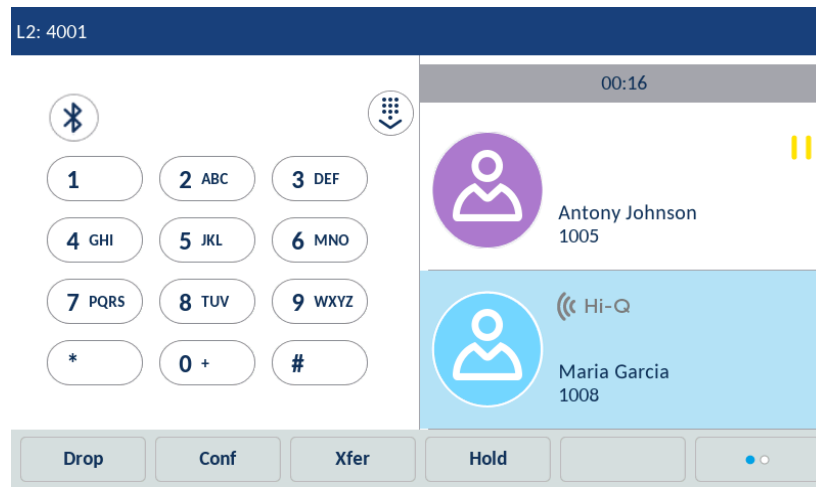 L2: 4001
00:16
1 2 ABC 3 DEF
4 GHI 5 JKL 6 MNO
7 PQRS 8 TUV 9 WXYZ
* 0 + #
Antony Johnson
1005
Hi-Q
Maria Garcia
1008
Drop Conf Xfer Hold